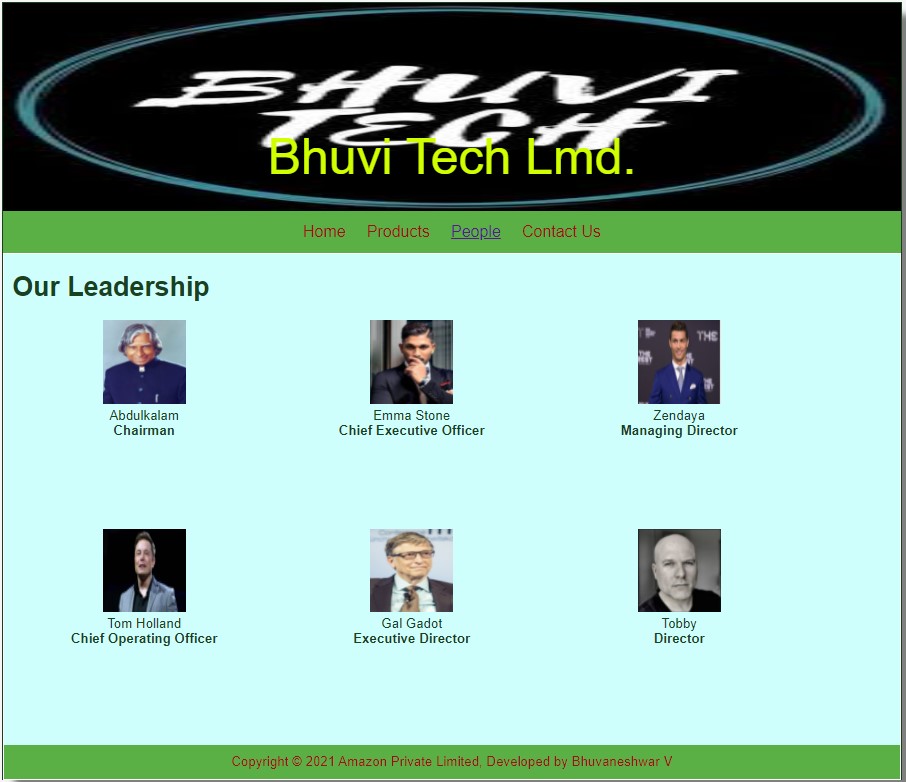 BHUVI
TECH
Bhuvi Tech Lmd.
Home Products People Contact Us
Our Leadership
Abdulkalam
Chairman
Emma Stone
Chief Executive Officer
Zendaya
Managing Director
Tom Holland
Chief Operating Officer
Gal Gadot
Executive Director
Tobby
Director
Copyright © 2021 Amazon Private Limited, Developed by Bhuvaneshwar V